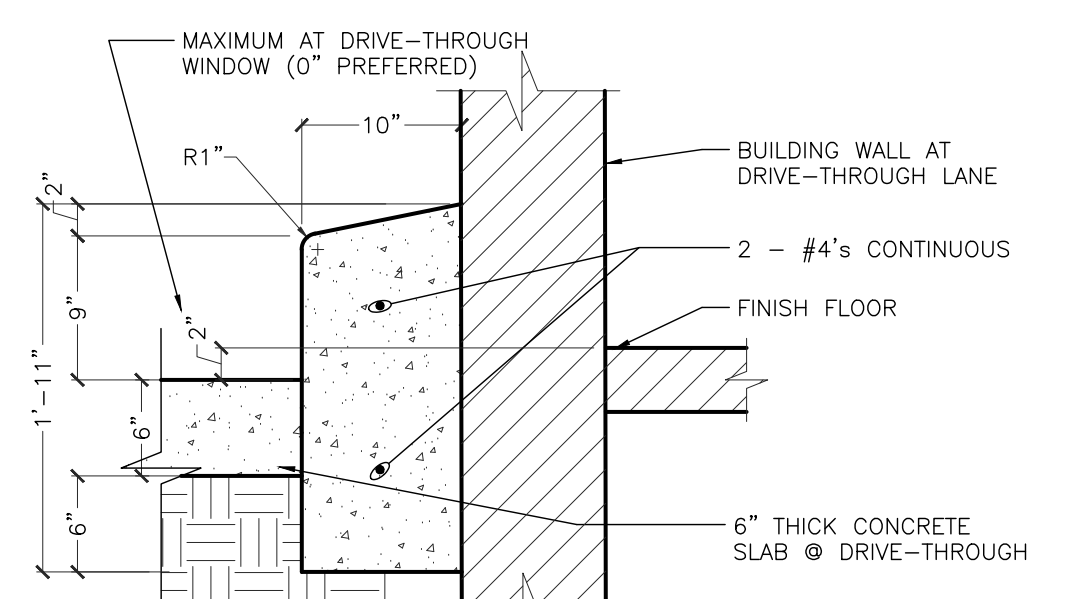 MAXIMUM AT DRIVE-THROUGH
WINDOW (0" PREFERRED)
10"
R1"
BUILDING WALL AT
DRIVE-THROUGH LANE
2"
2 - #4's CONTINUOUS
9"
FINISH FLOOR
2"
1'-11"
6"
6"
6" THICK CONCRETE
SLAB @ DRIVE-THROUGH